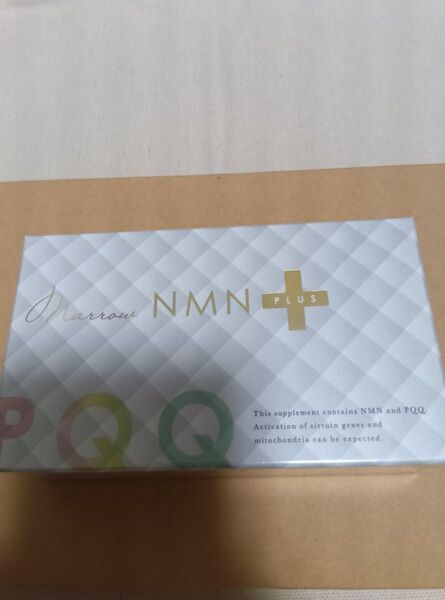 Marrow NMN PLUS
PQQ
This supplement contains NMN and PQQ.
Activation of sirtuin genes and
mitochondria can be expected.